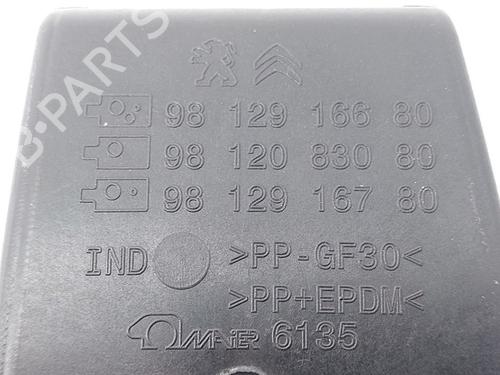 B-PARTS
98 129 166 80
98 120 830 80
98 129 167 80
IND >PP-GF30<
>PP+EPDM<
MAIER 6135